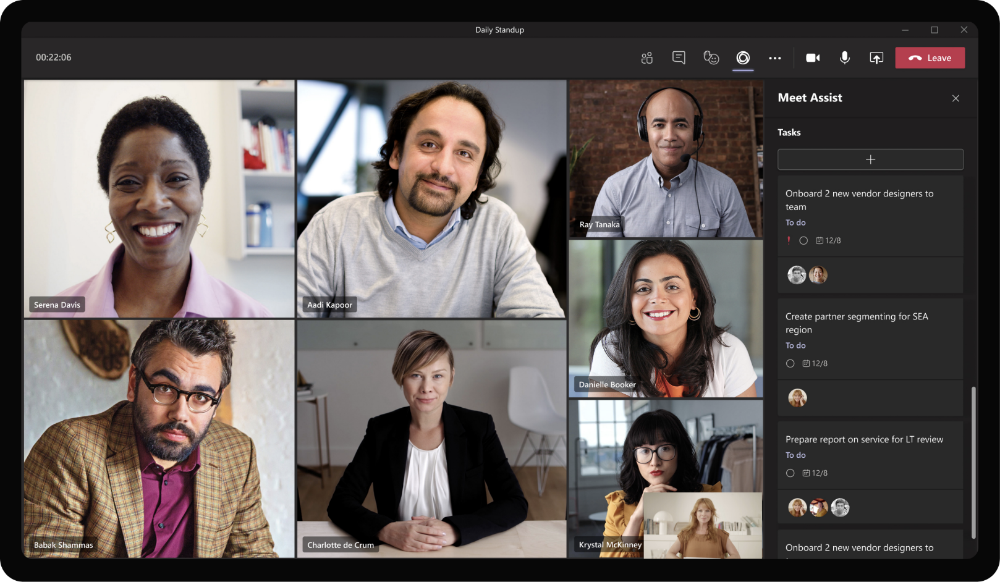 Daily Standup
00:22:06
Leave
Serena Davis
Aadi Kapoor
Ray Tanaka
Danielle Booker
Babak Shammas
Charlotte de Crum
Krystal McKinney
Meet Assist
Tasks
Onboard 2 new vendor designers to
team
To do
12/8
Create partner segmenting for SEA
region
To do
12/8
Prepare report on service for LT review
To do
12/8
Onboard 2 new vendor designers to